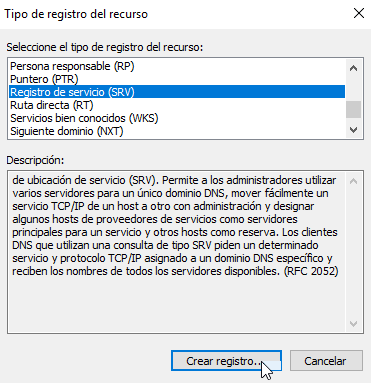 Tipo de registro del recurso
Seleccione el tipo de registro del recurso:
Persona responsable (RP)
Puntero (PTR)
Registro de servicio (SRV)
Ruta directa (RT)
Servicios bien conocidos (WKS)
Siguiente dominio (NXT)
Descripción:
de ubicación de servicio (SRV). Permite a los administradores utilizar
varios servidores para un único dominio DNS, mover fácilmente un
servicio TCP/IP de un host a otro con administración y designar
algunos hosts de proveedores de servicios como servidores
principales para un servicio y otros hosts como reserva. Los clientes
DNS que utilizan una consulta de tipo SRV piden un determinado
servicio y protocolo TCP/IP asignado a un dominio DNS específico y
reciben los nombres de todos los servidores disponibles. (RFC 2052)
Crear registro...
Cancelar